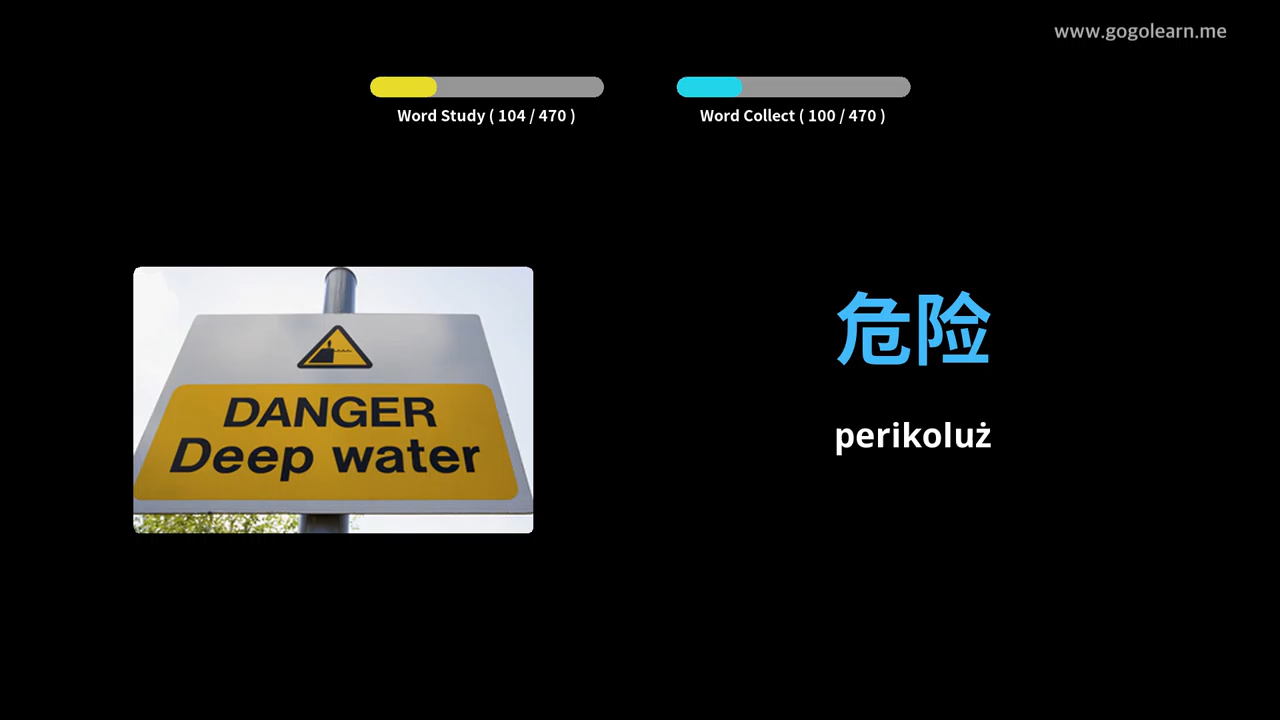 www.gogolearn.me
Word Study ( 104 / 470 )
Word Collect ( 100 / 470 )
DANGER
Deep water
危险
perikoluż